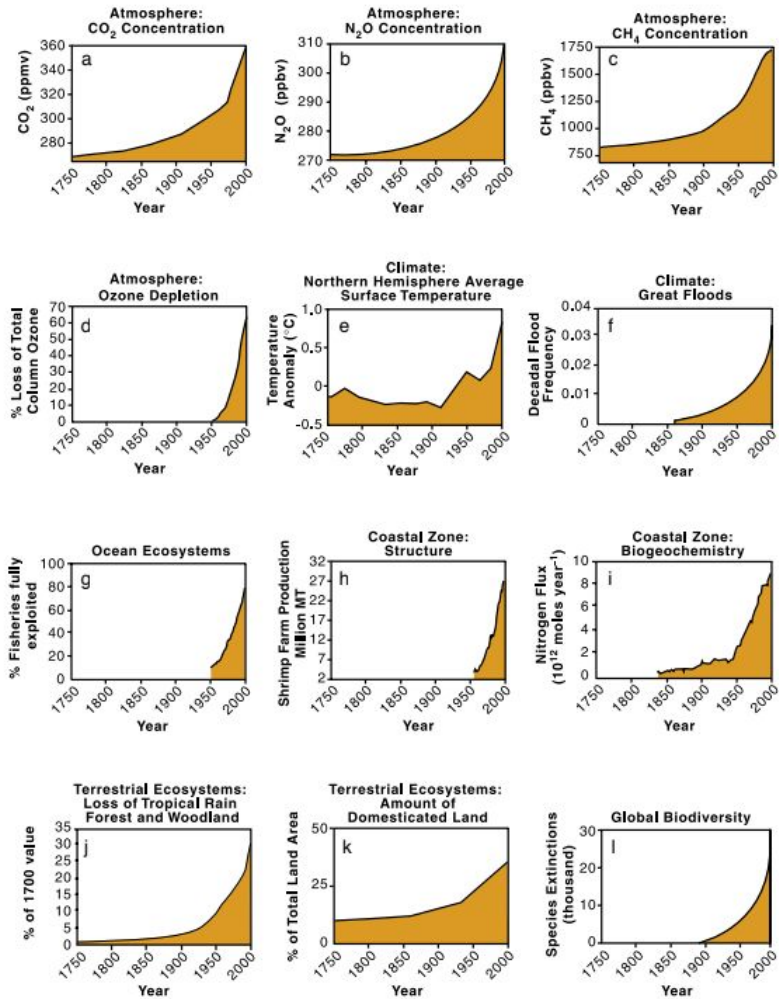 Atmosphere:
CO₂ Concentration
a
CO₂ (ppmv)
360
340
320
300
280
1750
1800
1850
1900
1950
2000
Year
Atmosphere:
N₂O Concentration
b
N₂O (ppbv)
310
300
290
280
270
1750
1800
1850
1900
1950
2000
Year
Atmosphere:
CH₄ Concentration
c
CH₄ (ppbv)
1750
1500
1250
1000
750
1750
1800
1850
1900
1950
2000
Year
Atmosphere:
Ozone Depletion
d
% Loss of Total
Column Ozone
70
60
50
40
30
20
10
0
1750
1800
1850
1900
1950
2000
Year
Climate:
Northern Hemisphere Average
Surface Temperature
e
Temperature
Anomaly (°C)
1.0
0.5
0
-0.5
1750
1800
1850
1900
1950
2000
Year
Climate:
Great Floods
f
Decadal Flood
Frequency
0.04
0.03
0.02
0.01
0
1750
1800
1850
1900
1950
2000
Year
Ocean Ecosystems
g
% Fisheries fully
exploited
100
80
60
40
20
0
1750
1800
1850
1900
1950
2000
Year
Coastal Zone:
Structure
h
Shrimp Farm Production
Million MT
32
27
22
17
12
7
2
1750
1800
1850
1900
1950
2000
Year
Coastal Zone:
Biogeochemistry
i
Nitrogen Flux
(10¹² moles year⁻¹)
10
8
6
4
2
0
1750
1800
1850
1900
1950
2000
Year
Terrestrial Ecosystems:
Loss of Tropical Rain
Forest and Woodland
j
% of 1700 value
35
30
25
20
15
10
5
0
1750
1800
1850
1900
1950
2000
Year
Terrestrial Ecosystems:
Amount of
Domesticated Land
k
% of Total Land Area
50
25
0
1750
1800
1850
1900
1950
2000
Year
Global Biodiversity
l
Species Extinctions
(thousand)
30
20
10
0
1750
1800
1850
1900
1950
2000
Year